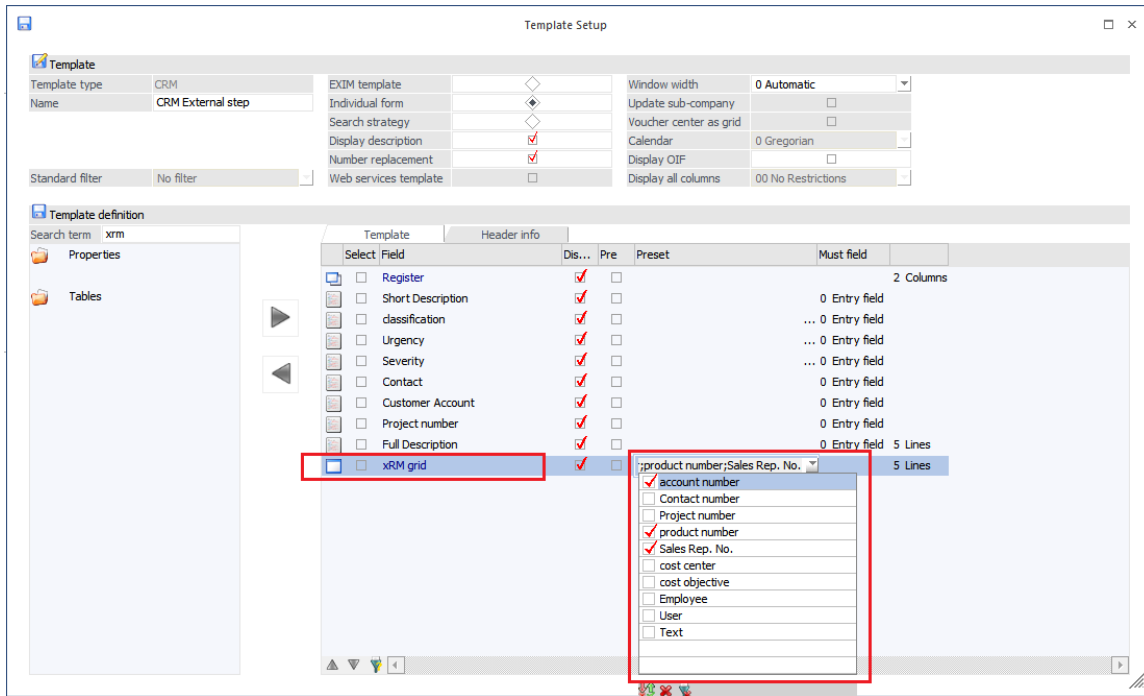 Template Setup
Template
Template type CRM EXIM template Window width 0 Automatic
Name CRM External step Individual form Update sub-company
Search strategy Voucher center as grid
Display description Calendar 0 Gregorian
Number replacement Display OIF
Standard filter No filter Web services template Display all columns 00 No Restrictions
Template definition
Search term xrm Template Header info
Properties Select Field Dis... Pre Preset Must field
Register 2 Columns
Tables Short Description 0 Entry field
classification ... 0 Entry field
Urgency ... 0 Entry field
Severity ... 0 Entry field
Contact 0 Entry field
Customer Account 0 Entry field
Project number 0 Entry field
Full Description 0 Entry field 5 Lines
xRM grid ;product number;Sales Rep. No. 5 Lines
account number
Contact number
Project number
product number
Sales Rep. No.
cost center
cost objective
Employee
User
Text